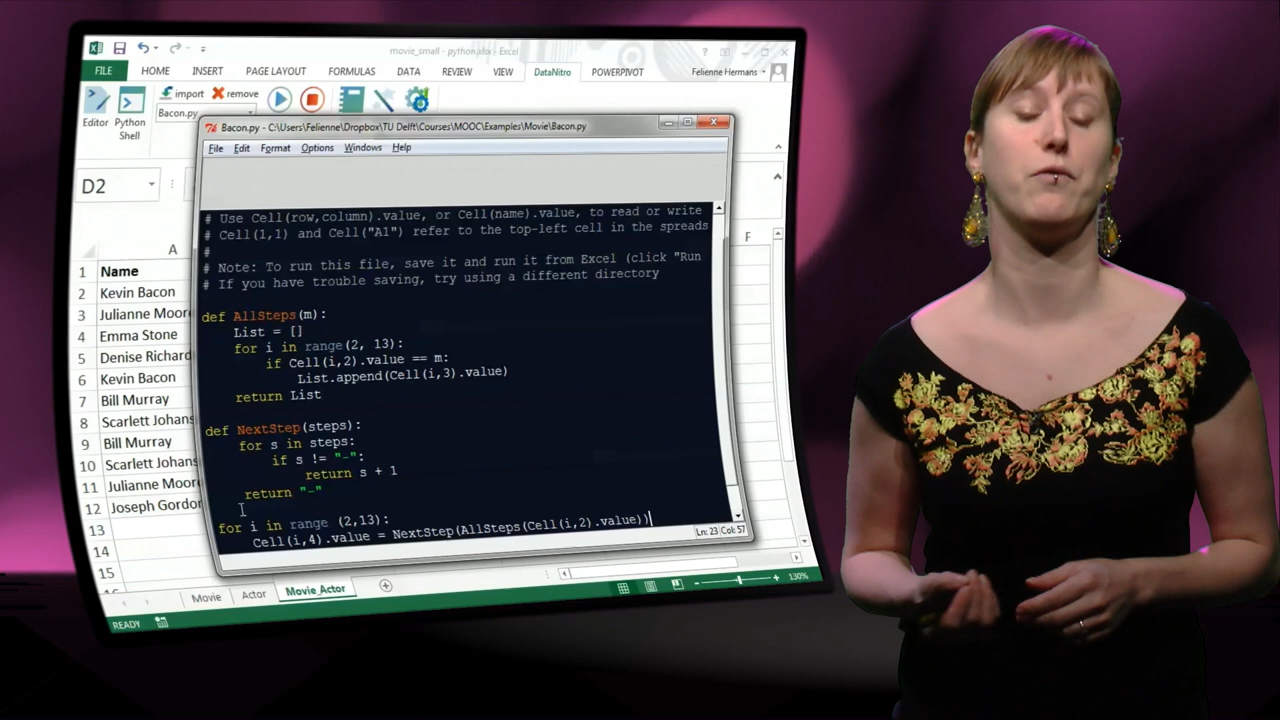 movie_small - python.xlsx - Excel
FILE HOME INSERT PAGE LAYOUT FORMULAS DATA REVIEW VIEW DataNitro POWERPIVOT Felienne Hermans
import remove
Bacon.py
Editor Python Shell
D2
Bacon.py - C:\Users\Felienne\Dropbox\TU Delft\Courses\MOOC\Examples\Movie\Bacon.py
File Edit Format Options Windows Help
# Use Cell(row,column).value, or Cell(name).value, to read or write
# Cell(1,1) and Cell("A1") refer to the top-left cell in the spreads
#
# Note: To run this file, save it and run it from Excel (click "Run
# If you have trouble saving, try using a different directory
def AllSteps(m):
List = []
for i in range(2, 13):
if Cell(i,2).value == m:
List.append(Cell(i,3).value)
return List
def NextStep(steps):
for s in steps:
if s != "-":
return s + 1
return "-"
for i in range (2,13):
Cell(i,4).value = NextStep(AllSteps(Cell(i,2).value))
Ln: 23 Col: 57
A F
1 Name
2 Kevin Bacon
3 Julianne Moor
4 Emma Stone
5 Denise Richard
6 Kevin Bacon
7 Bill Murray
8 Scarlett Johans
9 Bill Murray
10 Scarlett Johans
11 Julianne Moor
12 Joseph Gordo
13
14
15
Movie Actor Movie_Actor
READY 130%